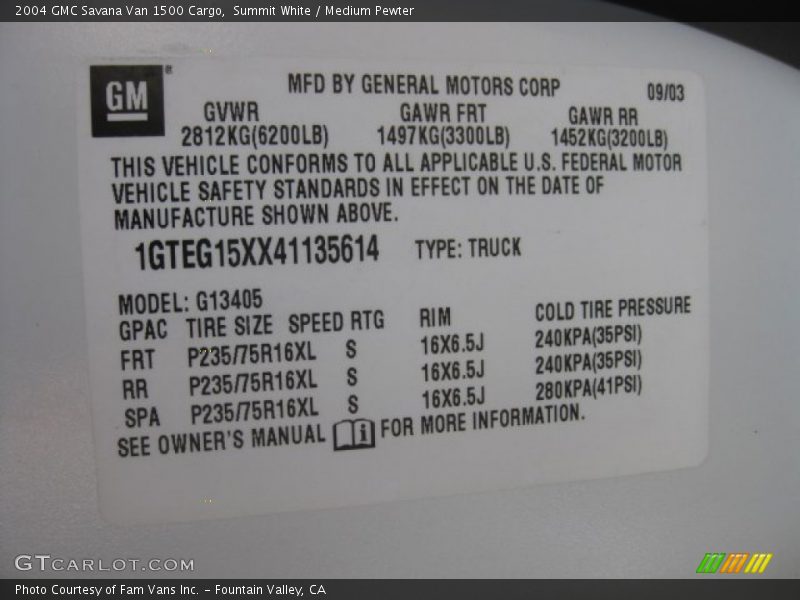 2004 GMC Savana Van 1500 Cargo, Summit White / Medium Pewter
GM®
MFD BY GENERAL MOTORS CORP 09/03
GVWR GAWR FRT GAWR RR
2812KG(6200LB) 1497KG(3300LB) 1452KG(3200LB)
THIS VEHICLE CONFORMS TO ALL APPLICABLE U.S. FEDERAL MOTOR
VEHICLE SAFETY STANDARDS IN EFFECT ON THE DATE OF
MANUFACTURE SHOWN ABOVE.
1GTEG15XX41135614 TYPE: TRUCK
MODEL: G13405
GPAC TIRE SIZE SPEED RTG RIM COLD TIRE PRESSURE
FRT P235/75R16XL S 16X6.5J 240KPA(35PSI)
RR P235/75R16XL S 16X6.5J 240KPA(35PSI)
SPA P235/75R16XL S 16X6.5J 280KPA(41PSI)
SEE OWNER'S MANUAL i FOR MORE INFORMATION.
GTCARLOT.COM
Photo Courtesy of Fam Vans Inc. - Fountain Valley, CA